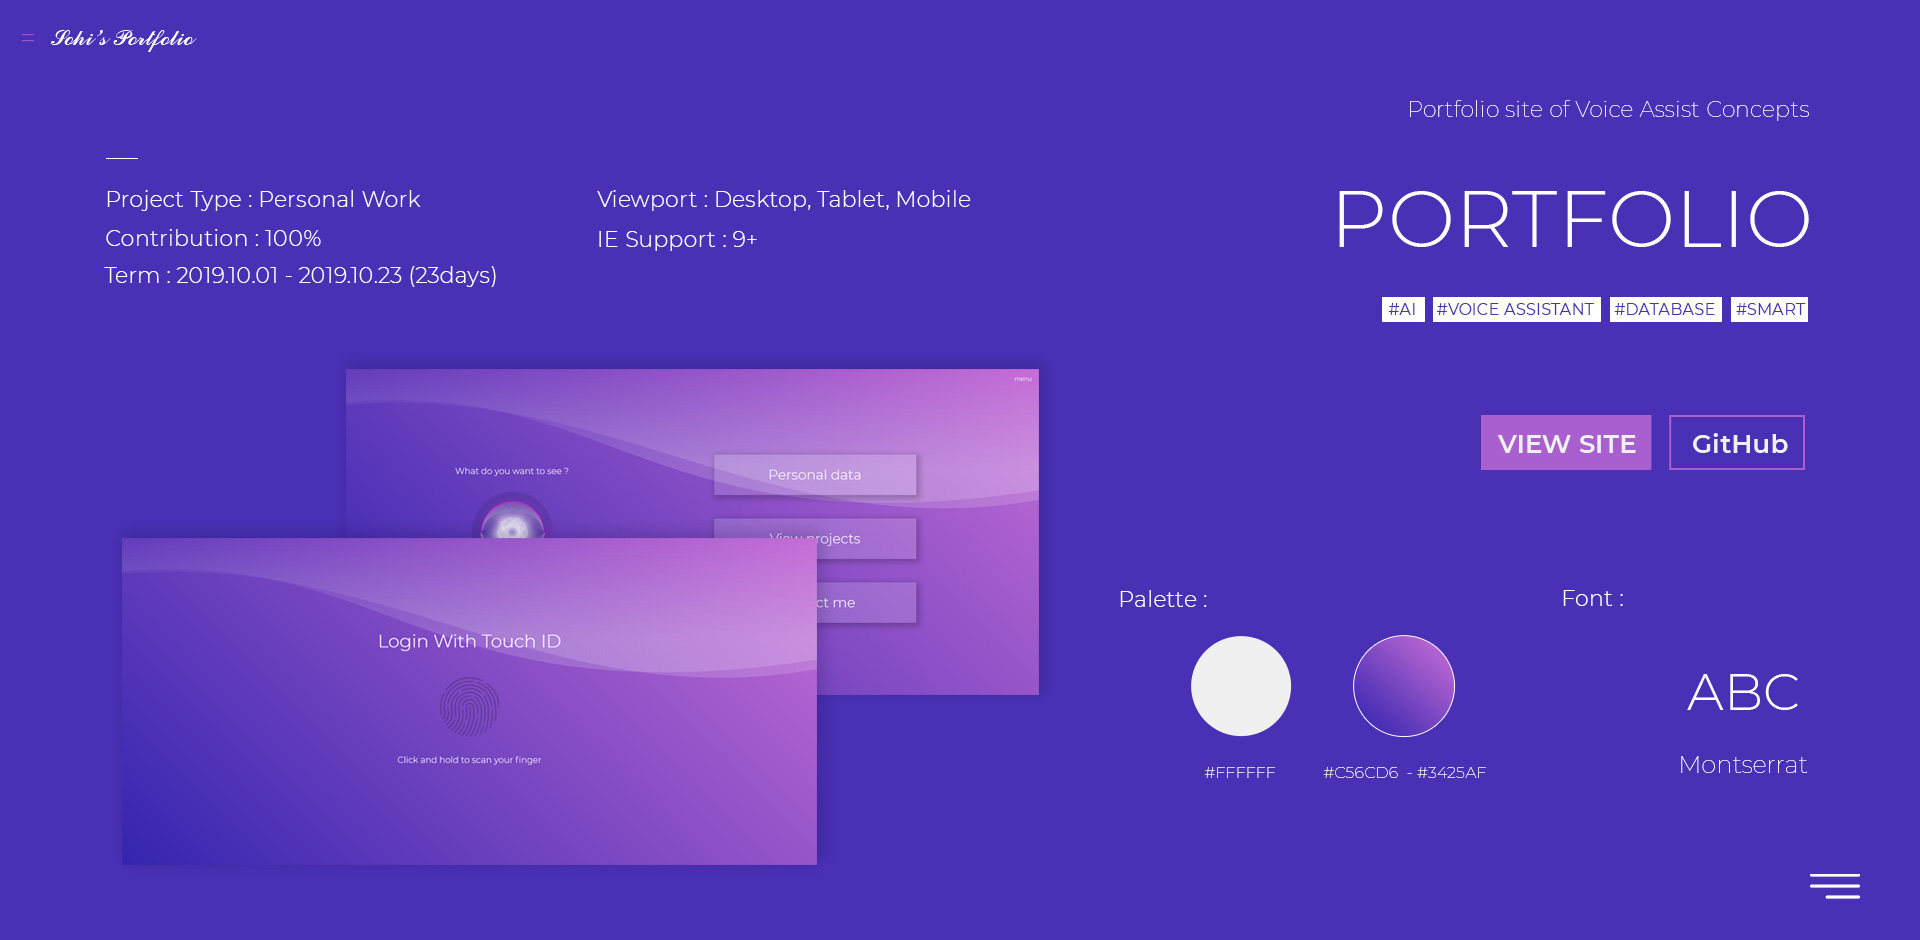 Sohi's Portfolio
Portfolio site of Voice Assist Concepts
Project Type : Personal Work
Contribution : 100%
Term : 2019.10.01 - 2019.10.23 (23days)
Viewport : Desktop, Tablet, Mobile
IE Support : 9+
PORTFOLIO
#AI #VOICE ASSISTANT #DATABASE #SMART
VIEW SITE GitHub
menu
What do you want to see ?
Personal data
View projects
ct me
Login With Touch ID
Click and hold to scan your finger
Palette :
#FFFFFF
#C56CD6 - #3425AF
Font :
ABC
Montserrat